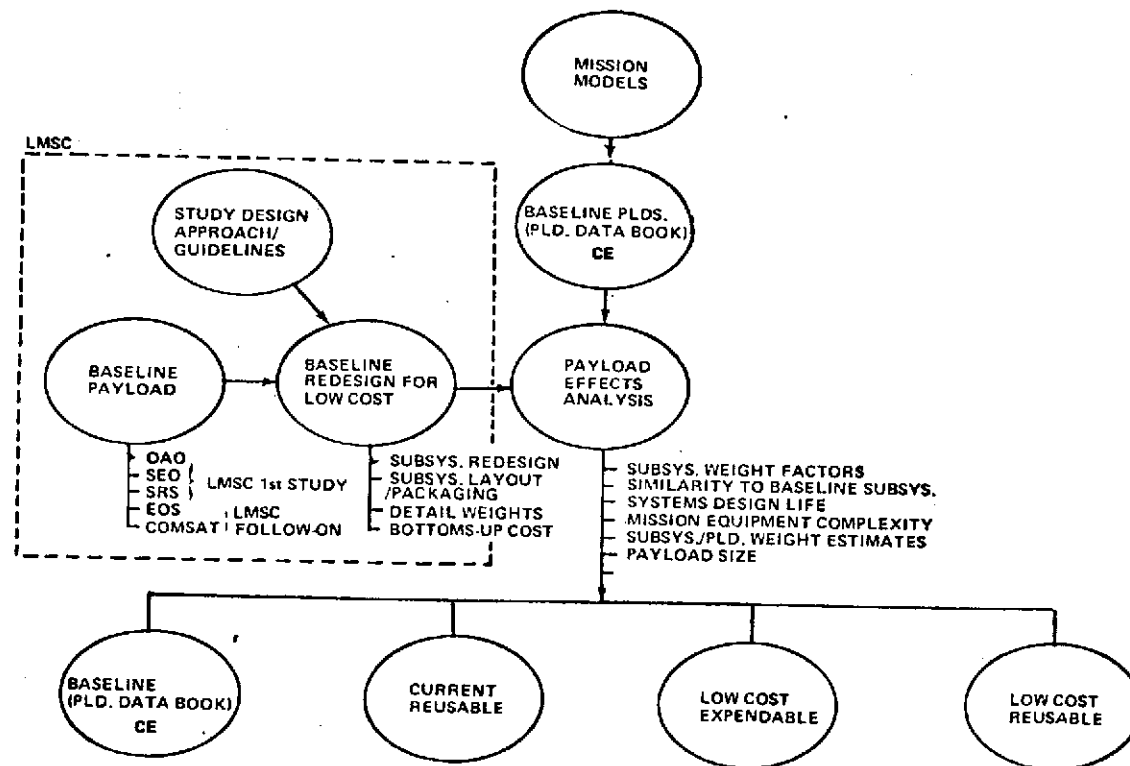 MISSION
MODELS
LMSC
STUDY DESIGN
APPROACH/
GUIDELINES
BASELINE PLDS.
(PLD. DATA BOOK)
CE
BASELINE
PAYLOAD
BASELINE
REDESIGN FOR
LOW COST
PAYLOAD
EFFECTS
ANALYSIS
OAO
SEO
SRS
LMSC 1st STUDY
EOS
COMSAT
LMSC
FOLLOW-ON
SUBSYS. REDESIGN
SUBSYS. LAYOUT
/PACKAGING
DETAIL WEIGHTS
BOTTOMS-UP COST
SUBSYS. WEIGHT FACTORS
SIMILARITY TO BASELINE SUBSYS.
SYSTEMS DESIGN LIFE
MISSION EQUIPMENT COMPLEXITY
SUBSYS./PLD. WEIGHT ESTIMATES
PAYLOAD SIZE
BASELINE
(PLD. DATA BOOK)
CE
CURRENT
REUSABLE
LOW COST
EXPENDABLE
LOW COST
REUSABLE